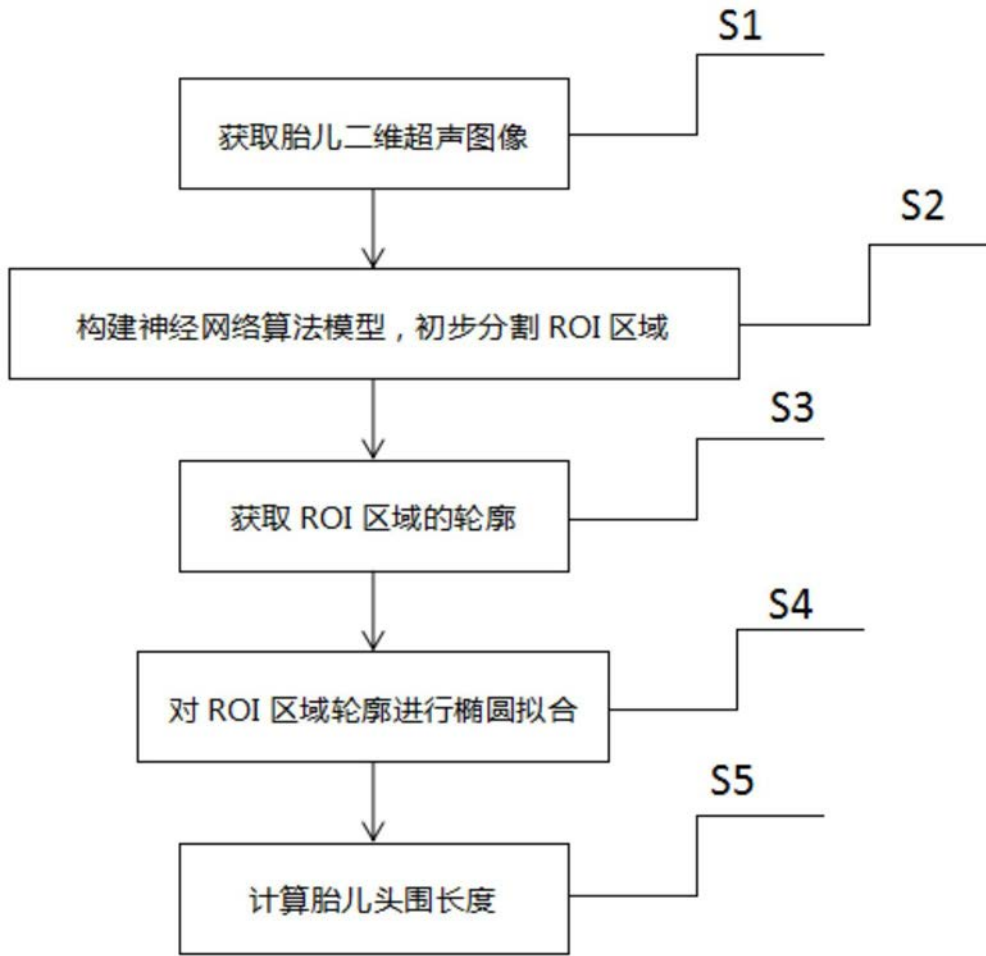 S1
获取胎儿二维超声图像
S2
构建神经网络算法模型，初步分割 ROI 区域
S3
获取 ROI 区域的轮廓
S4
对 ROI 区域轮廓进行椭圆拟合
S5
计算胎儿头围长度